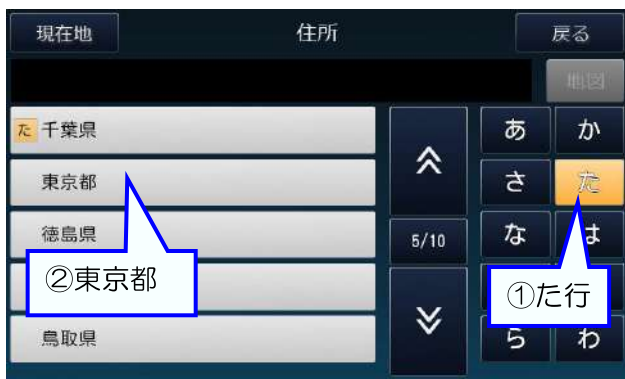 現在地
住所
戻る
地図
た 千葉県
東京都
徳島県
鳥取県
5/10
あ
か
さ
た
な
は
ら
わ
②東京都
①た行